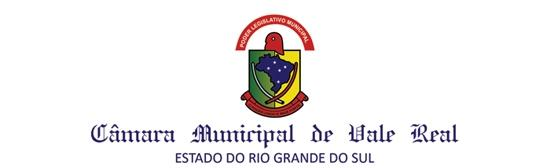 PODER LEGISLATIVO MUNICIPAL
Câmara Municipal de Vale Real
ESTADO DO RIO GRANDE DO SUL